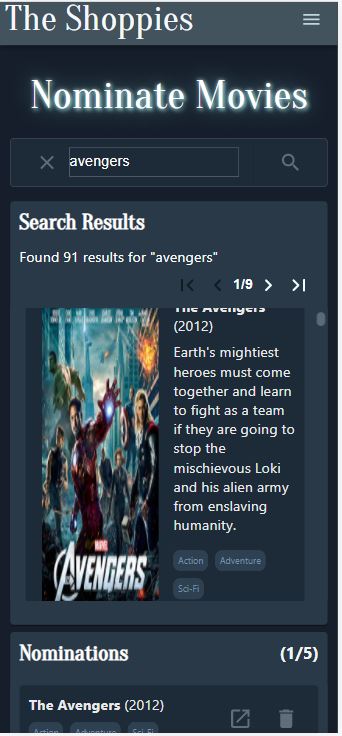 The Shoppies
Nominate Movies
avengers
Search Results
Found 91 results for "avengers"
1/9
The Avengers
(2012)
Earth's mightiest
heroes must come
together and learn
to fight as a team
if they are going to
stop the
mischievous Loki
and his alien army
from enslaving
humanity.
MARVEL
AVENGERS
Action Adventure
Sci-Fi
Nominations (1/5)
The Avengers (2012)
Action Adventure Sci-Fi